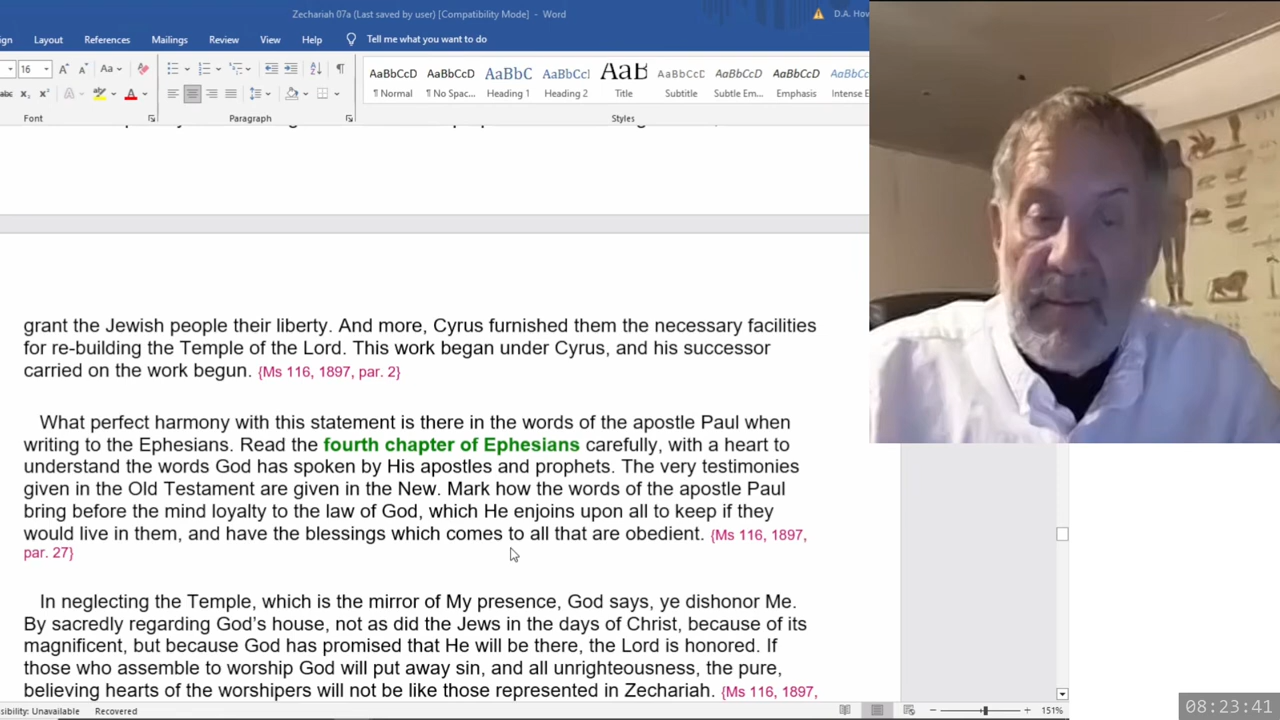 Zechariah 07a (Last saved by user) [Compatibility Mode] - Word
D.A. How
ign Layout References Mailings Review View Help Tell me what you want to do
16 Aa
AaBbCcD AaBbCcD AaBbC AaBbCcl AaB AaBbCcD AaBbCcD AaBbCcD AaBbCc
¶ Normal ¶ No Spac... Heading 1 Heading 2 Title Subtitle Subtle Em... Emphasis Intense E
Font Paragraph Styles
grant the Jewish people their liberty. And more, Cyrus furnished them the necessary facilities
for re-building the Temple of the Lord. This work began under Cyrus, and his successor
carried on the work begun. {Ms 116, 1897, par. 2}
What perfect harmony with this statement is there in the words of the apostle Paul when
writing to the Ephesians. Read the fourth chapter of Ephesians carefully, with a heart to
understand the words God has spoken by His apostles and prophets. The very testimonies
given in the Old Testament are given in the New. Mark how the words of the apostle Paul
bring before the mind loyalty to the law of God, which He enjoins upon all to keep if they
would live in them, and have the blessings which comes to all that are obedient. {Ms 116, 1897,
par. 27}
In neglecting the Temple, which is the mirror of My presence, God says, ye dishonor Me.
By sacredly regarding God's house, not as did the Jews in the days of Christ, because of its
magnificent, but because God has promised that He will be there, the Lord is honored. If
those who assemble to worship God will put away sin, and all unrighteousness, the pure,
believing hearts of the worshipers will not be like those represented in Zechariah. {Ms 116, 1897,
sibility: Unavailable Recovered 151%
08:23:41